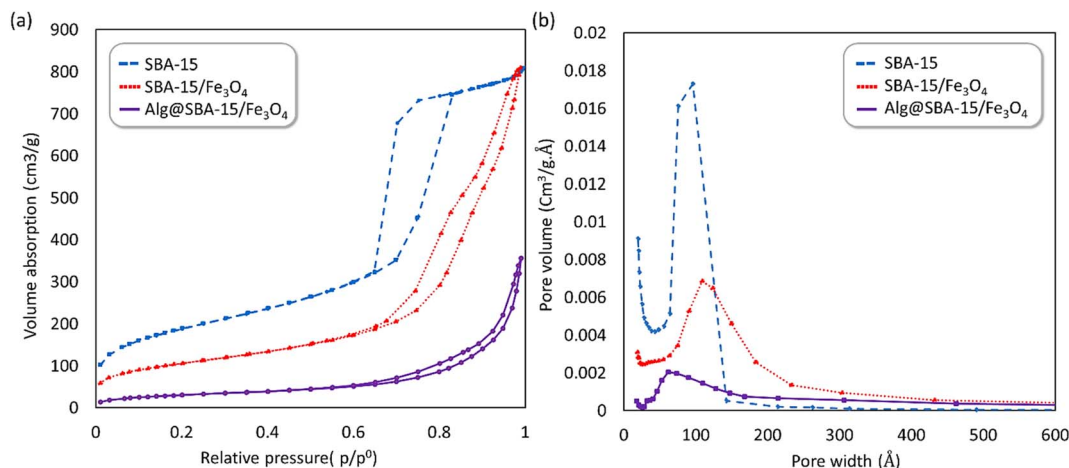 (a)
900
800
700
600
500
400
300
200
100
0
Volume absorption (cm3/g)
SBA-15
SBA-15/Fe₃O₄
Alg@SBA-15/Fe₃O₄
0
0.2
0.4
0.6
0.8
1
Relative pressure( p/p⁰)
(b)
0.02
0.018
0.016
0.014
0.012
0.01
0.008
0.006
0.004
0.002
0
Pore volume (Cm³/g.Å)
SBA-15
SBA-15/Fe₃O₄
Alg@SBA-15/Fe₃O₄
0
100
200
300
400
500
600
Pore width (Å)